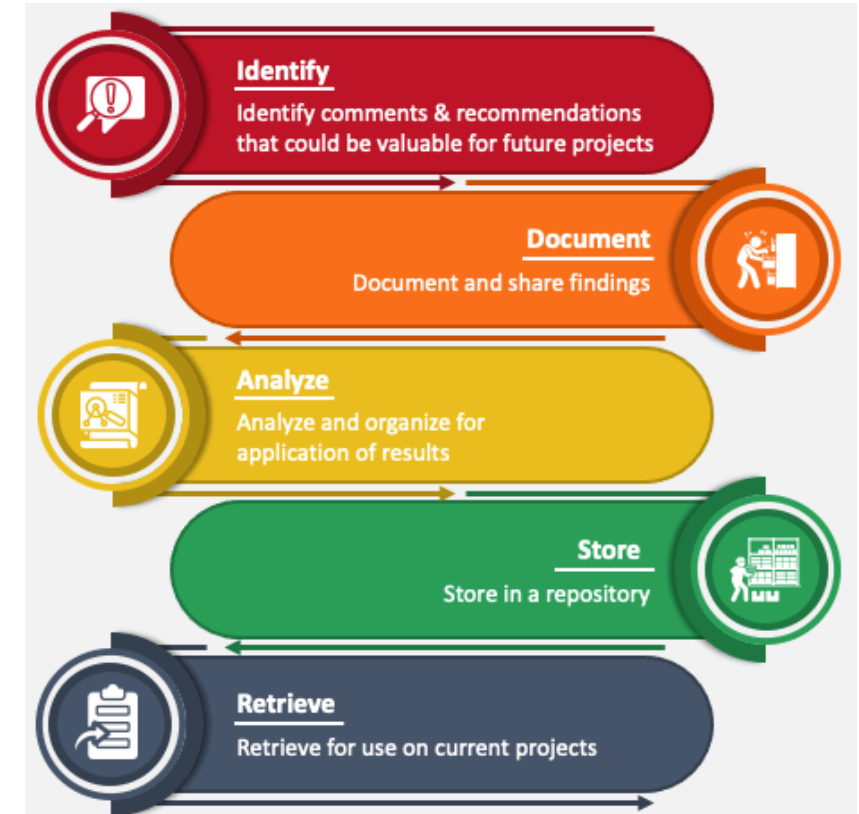 Identify
Identify comments & recommendations
that could be valuable for future projects
Document
Document and share findings
Analyze
Analyze and organize for
application of results
Store
Store in a repository
Retrieve
Retrieve for use on current projects